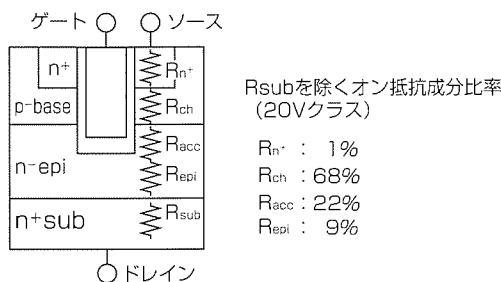 ゲート ソース
n+ Rn+
p-base Rch
Racc
n-epi Repi
n+sub Rsub
ドレイン
Rsubを除くオン抵抗成分比率
（20Vクラス）
Rn+ : 1%
Rch : 68%
Racc : 22%
Repi : 9%